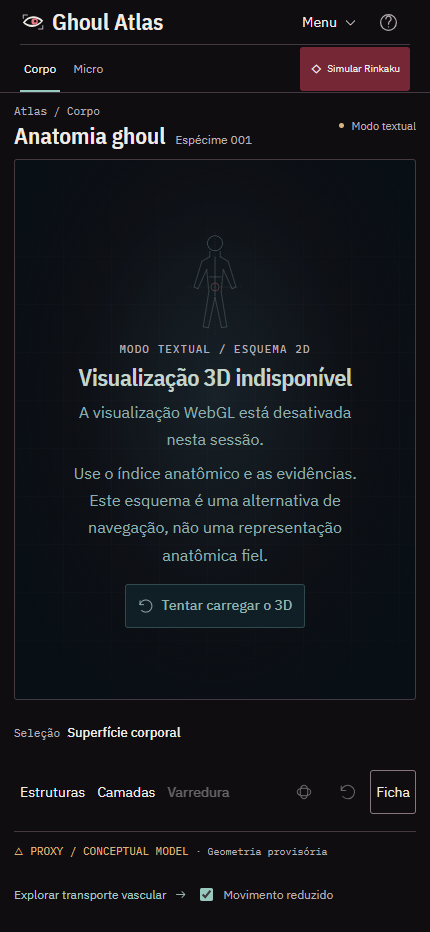 Ghoul Atlas
Menu
Corpo Micro Simular Rinkaku
Atlas / Corpo
Anatomia ghoul Espécime 001
Modo textual
MODO TEXTUAL / ESQUEMA 2D
Visualização 3D indisponível
A visualização WebGL está desativada
nesta sessão.
Use o índice anatômico e as evidências.
Este esquema é uma alternativa de
navegação, não uma representação
anatômica fiel.
Tentar carregar o 3D
Seleção Superfície corporal
Estruturas Camadas Varredura Ficha
PROXY / CONCEPTUAL MODEL · Geometria provisória
Explorar transporte vascular → Movimento reduzido